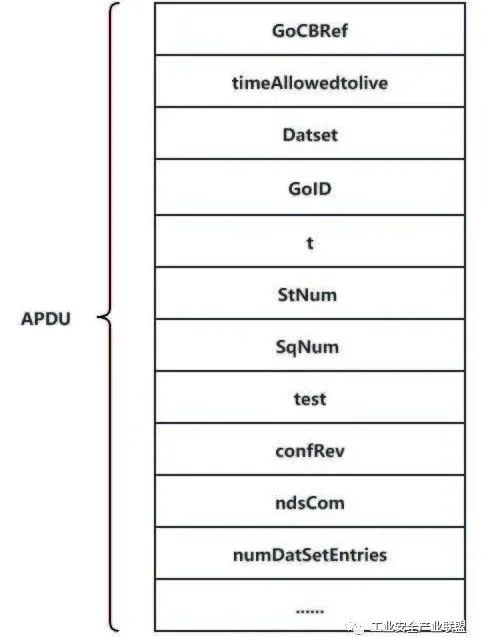 GoCBRef
timeAllowedtolive
Datset
GoID
t
StNum
SqNum
APDU
test
confRev
ndsCom
numDatSetEntries
......
工业安全产业联盟